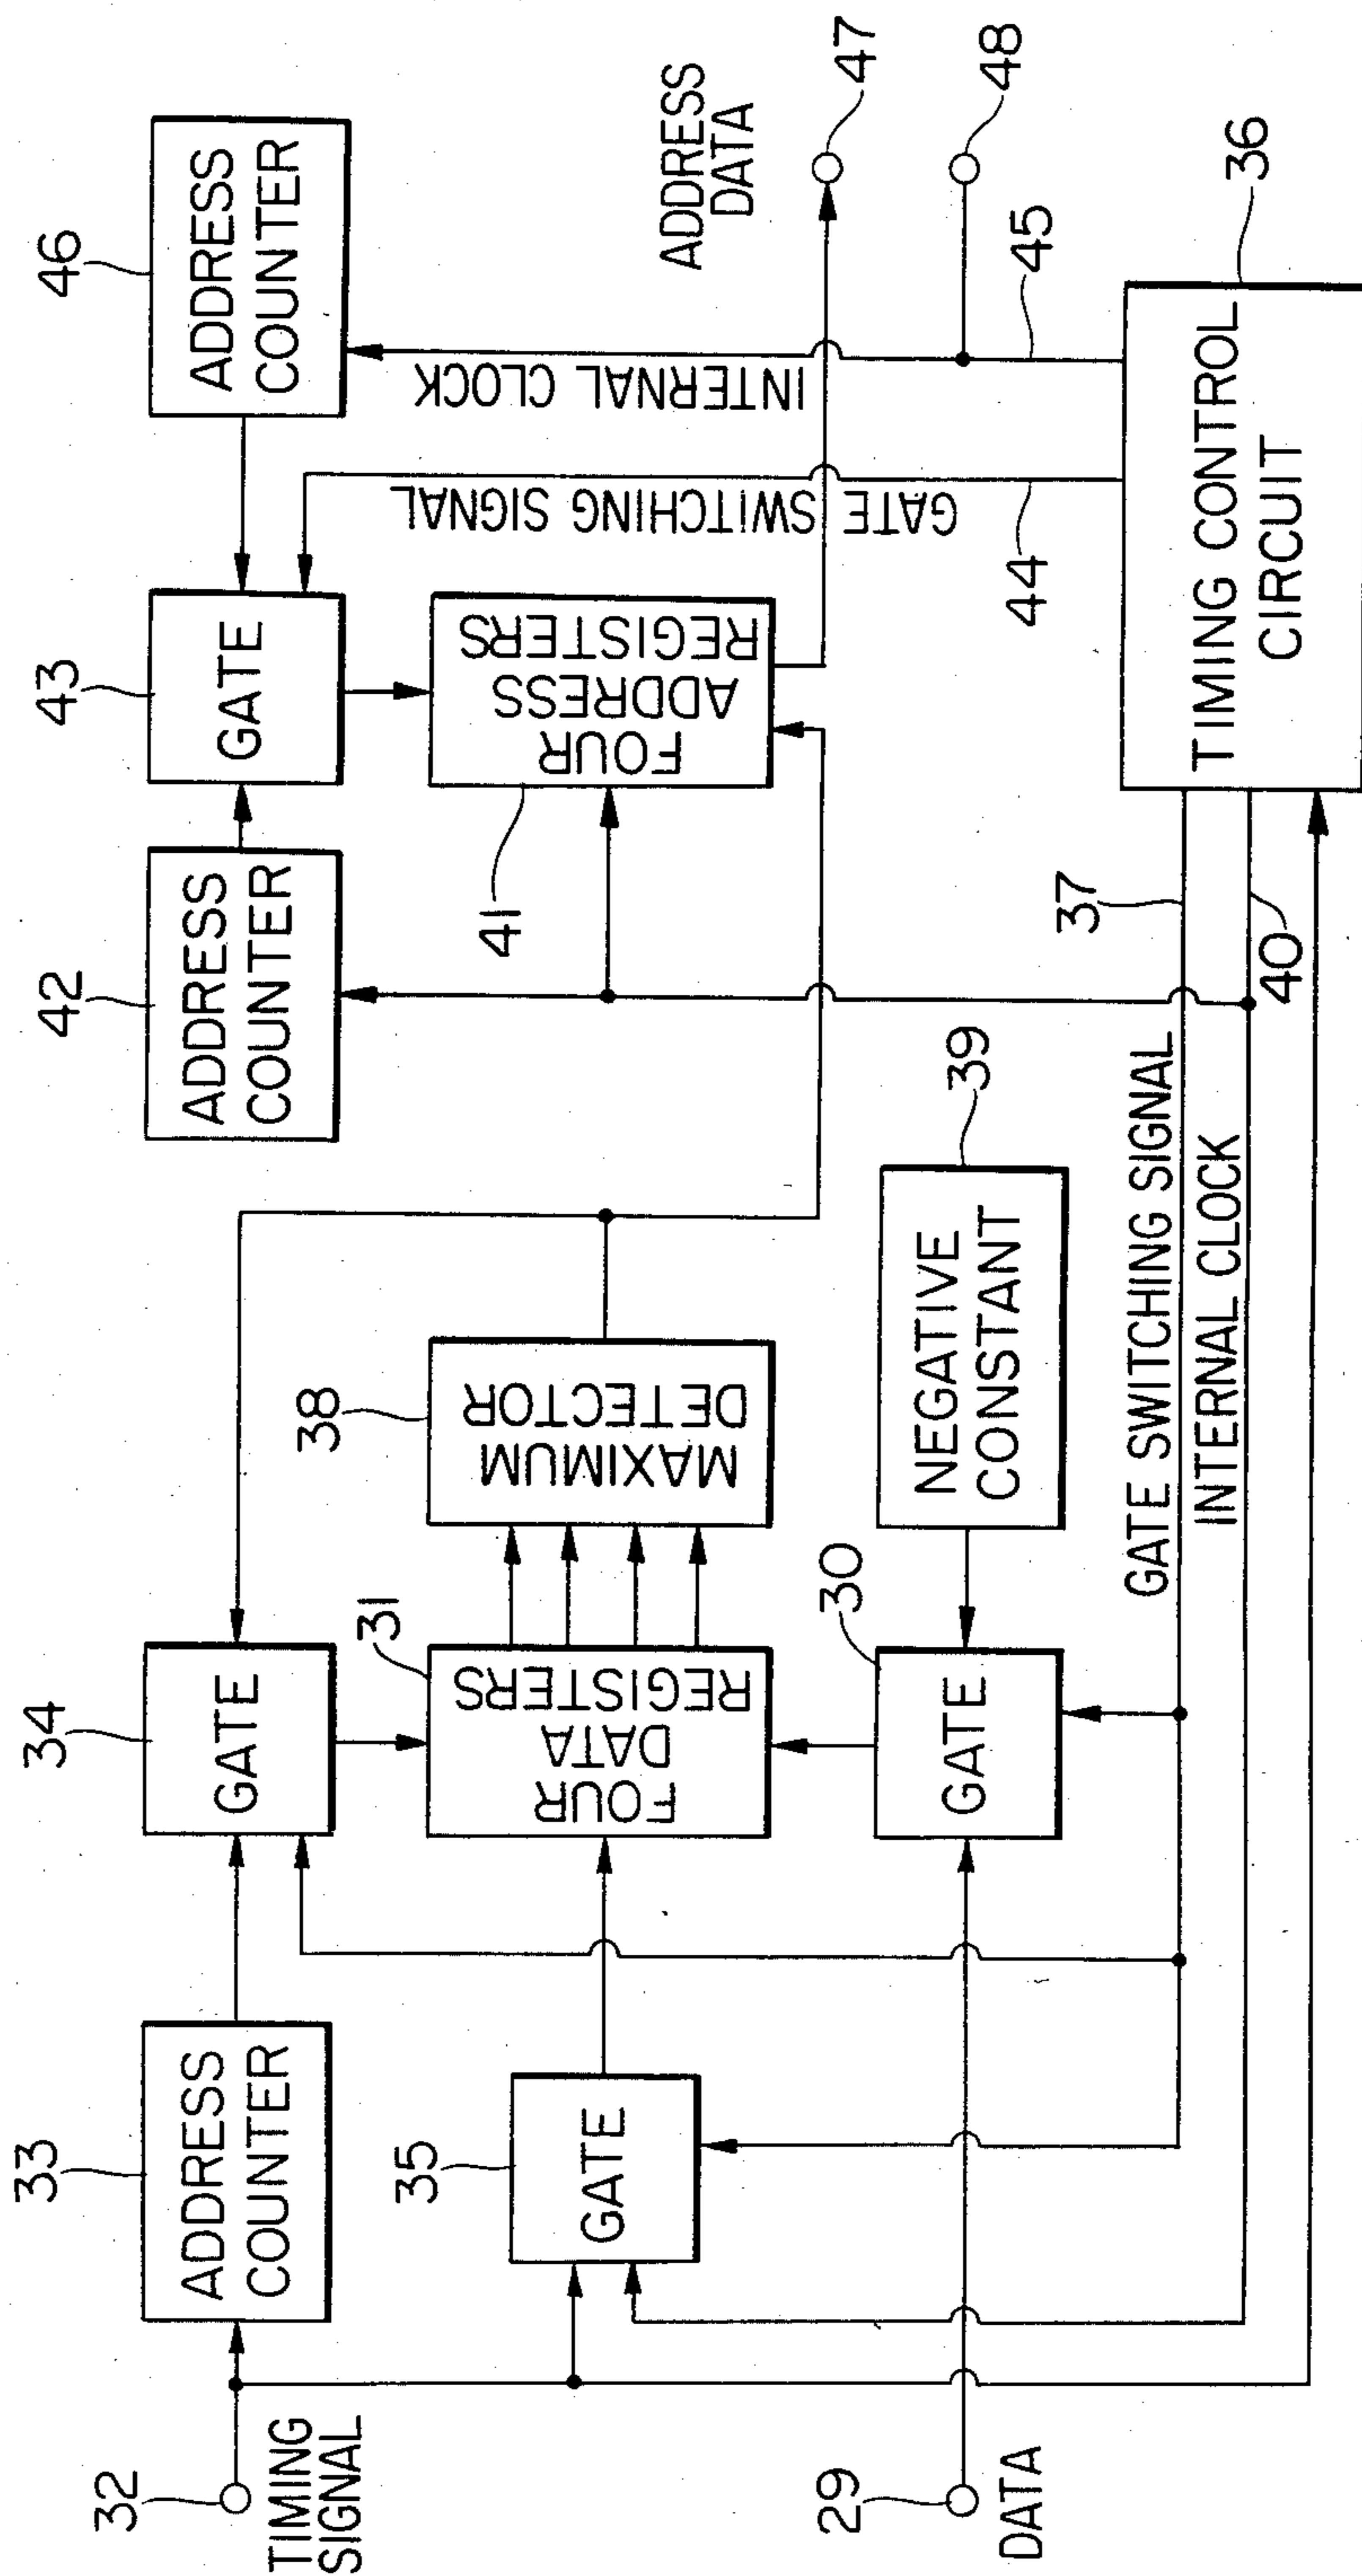 32
TIMING
SIGNAL
33
ADDRESS
COUNTER
34
GATE
35
GATE
31
FOUR
DATA
REGISTERS
38
MAXIMUM
DETECTOR
29
DATA
30
GATE
39
NEGATIVE
CONSTANT
42
ADDRESS
COUNTER
43
GATE
46
ADDRESS
COUNTER
41
FOUR
ADDRESS
REGISTERS
GATE SWITCHING SIGNAL
44
INTERNAL CLOCK
45
ADDRESS
DATA
47
48
GATE SWITCHING SIGNAL
37
INTERNAL CLOCK
40
36
TIMING CONTROL
CIRCUIT